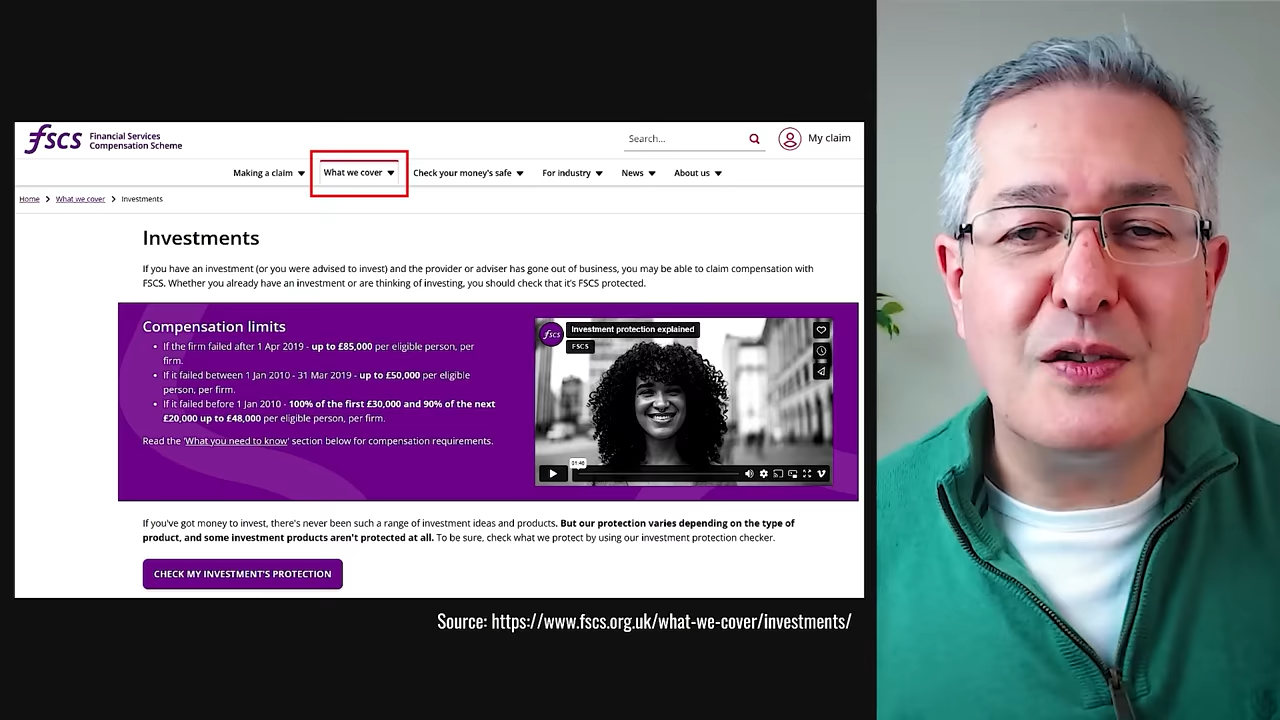 fscs Financial Services
Compensation Scheme
Search...
My claim
Making a claim
What we cover
Check your money's safe
For industry
News
About us
Home > What we cover > Investments
Investments
If you have an investment (or you were advised to invest) and the provider or adviser has gone out of business, you may be able to claim compensation with
FSCS. Whether you already have an investment or are thinking of investing, you should check that it's FSCS protected.
Compensation limits
• If the firm failed after 1 Apr 2019 - up to £85,000 per eligible person, per
firm.
• If it failed between 1 Jan 2010 - 31 Mar 2019 - up to £50,000 per eligible
person, per firm.
• If it failed before 1 Jan 2010 - 100% of the first £30,000 and 90% of the next
£20,000 up to £48,000 per eligible person, per firm.
Read the 'What you need to know' section below for compensation requirements.
fscs
Investment protection explained
FSCS
01:46
If you've got money to invest, there's never been such a range of investment ideas and products. But our protection varies depending on the type
of product, and some investment products aren't protected at all. To be sure, check what we protect by using our investment protection checker.
CHECK MY INVESTMENT'S PROTECTION
Source: https://www.fscs.org.uk/what-we-cover/investments/